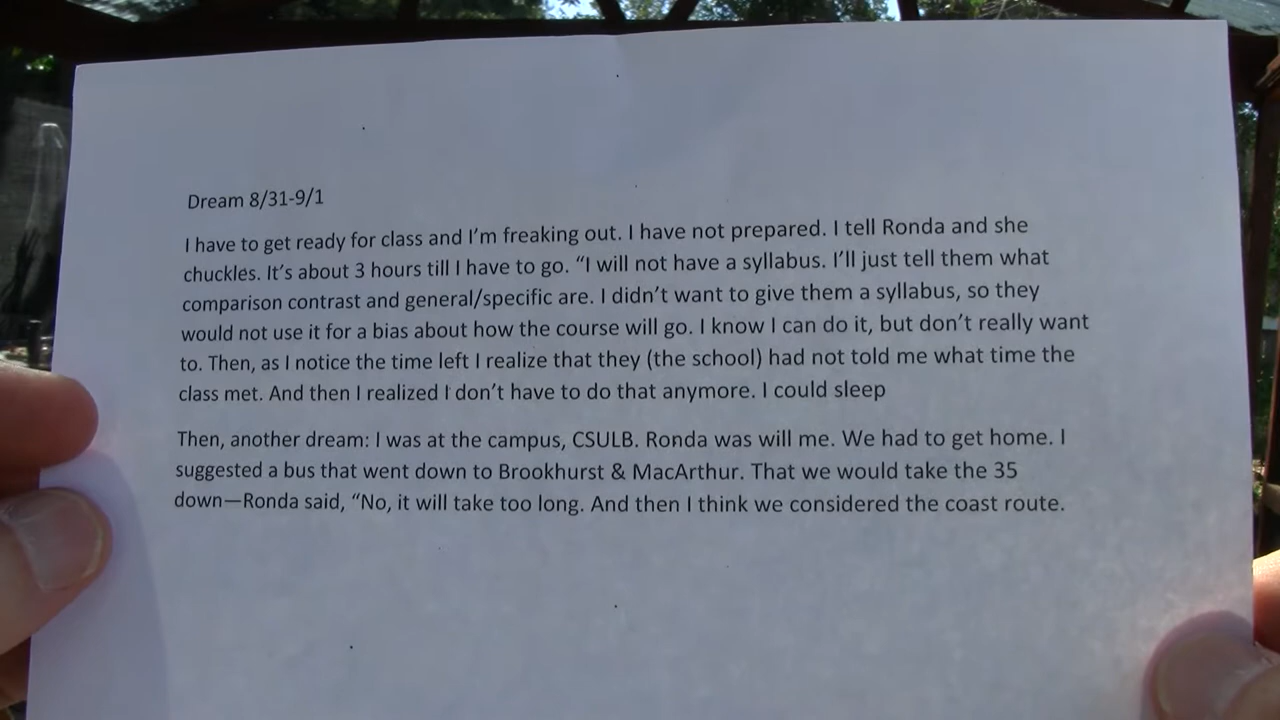 Dream 8/31-9/1
I have to get ready for class and I’m freaking out. I have not prepared. I tell Ronda and she
chuckles. It’s about 3 hours till I have to go. “I will not have a syllabus. I’ll just tell them what
comparison contrast and general/specific are. I didn’t want to give them a syllabus, so they
would not use it for a bias about how the course will go. I know I can do it, but don’t really want
to. Then, as I notice the time left I realize that they (the school) had not told me what time the
class met. And then I realized I don’t have to do that anymore. I could sleep
Then, another dream: I was at the campus, CSULB. Ronda was will me. We had to get home. I
suggested a bus that went down to Brookhurst & MacArthur. That we would take the 35
down—Ronda said, “No, it will take too long. And then I think we considered the coast route.